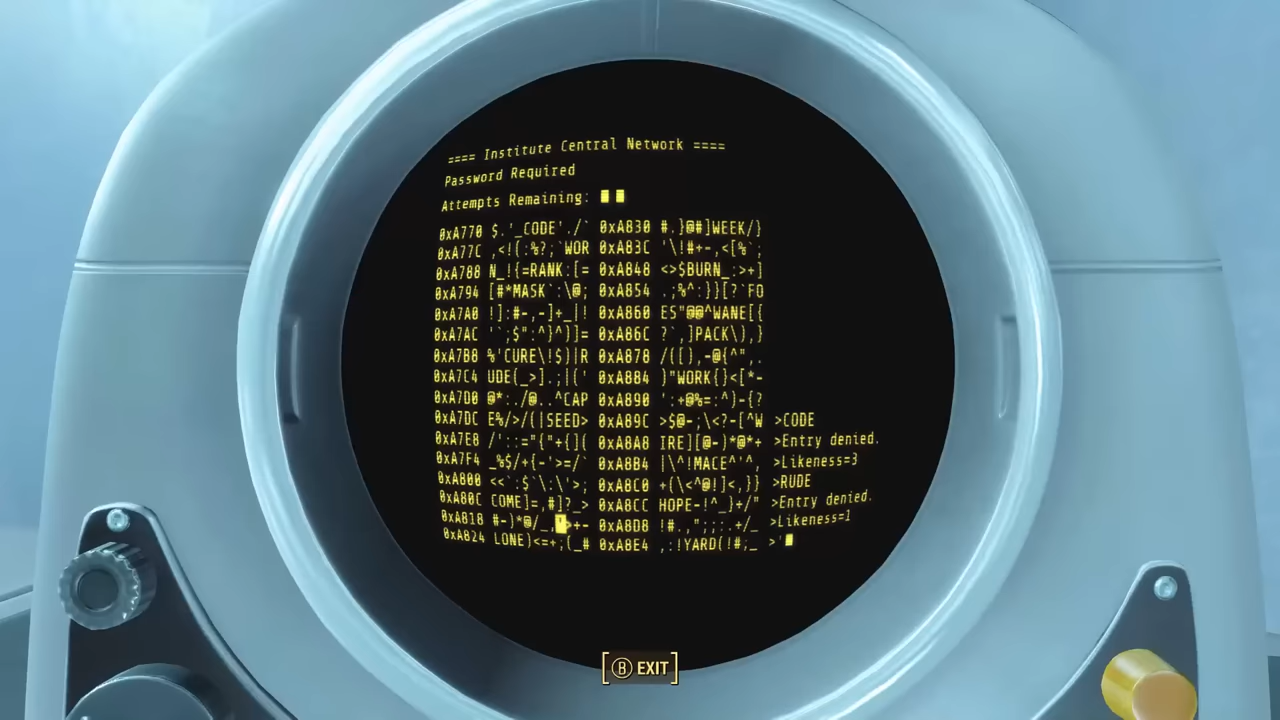 ==== Institute Central Network ====
Password Required
Attempts Remaining: ■ ■
0xA770 $.'_CODE'./` 0xA830 #.}@#]WEEK/}
0xA77C ,<![:%?;`WOR 0xA83C '\!#+-,<[%`;
0xA788 N_!{=RANK:[= 0xA848 <>$BURN_:>+]
0xA794 [#*MASK`:\@; 0xA854 .;%^:}}[?`FO
0xA7A0 !]:#-,-]+_|! 0xA860 ES"@@^WANE[{
0xA7AC '`;$":^}^)]= 0xA86C ?`,]PACK\),}
0xA7B8 %'CURE\!$)|R 0xA878 /([),-@{^",.
0xA7C4 UDE(_>].;|(' 0xA884 )"WORK{}<[*-
0xA7D0 @*:./@..^CAP 0xA890 ':+@%=:^)-{?
0xA7DC E%/>/(|SEED> 0xA89C >$@-;\<?-[^W >CODE
0xA7E8 /'::="{"+{](  0xA8A8 IRE][@-)*@*+ >Entry denied.
0xA7F4 _%$/+{-'>=/` 0xA8B4 |\^!MACE^'^, >Likeness=3
0xA800 <<`:$`\:\'>; 0xA8C0 +{\<^@!]<,}} >RUDE
0xA80C COME]=,#]?_> 0xA8CC HOPE-!^_)+/" >Entry denied.
0xA818 #-)*@/_,'>+- 0xA8D8 !#.,";;:.+/_ >Likeness=1
0xA824 LONE)<=+;(_# 0xA8E4 ,:!YARD(!#;_ >'■
(B) EXIT